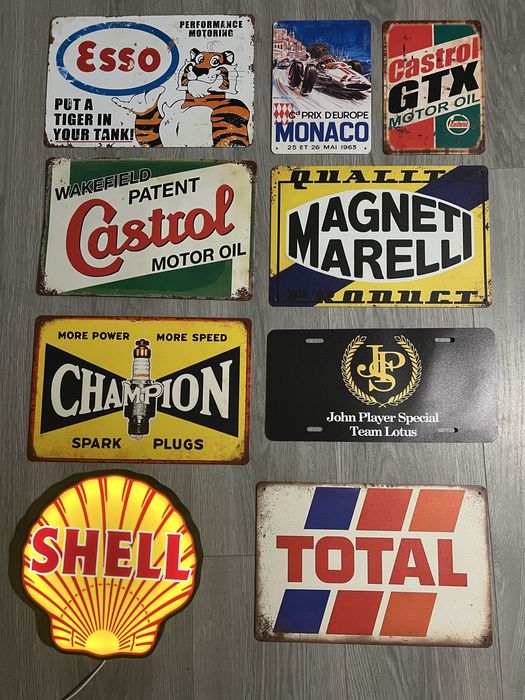 PERFORMANCE
MOTORING
Esso
PUT A
TIGER IN
YOUR TANK!
Gd PRIX D'EUROPE
MONACO
25 ET 26 MAI 1963
Castrol
GTX
MOTOR OIL
Castrol
WAKEFIELD
PATENT
Castrol
MOTOR OIL
QUALITY
MAGNETI
MARELLI
PRODUCT
MORE POWER MORE SPEED
CHAMPION
SPARK PLUGS
JPS
John Player Special
Team Lotus
SHELL
TOTAL